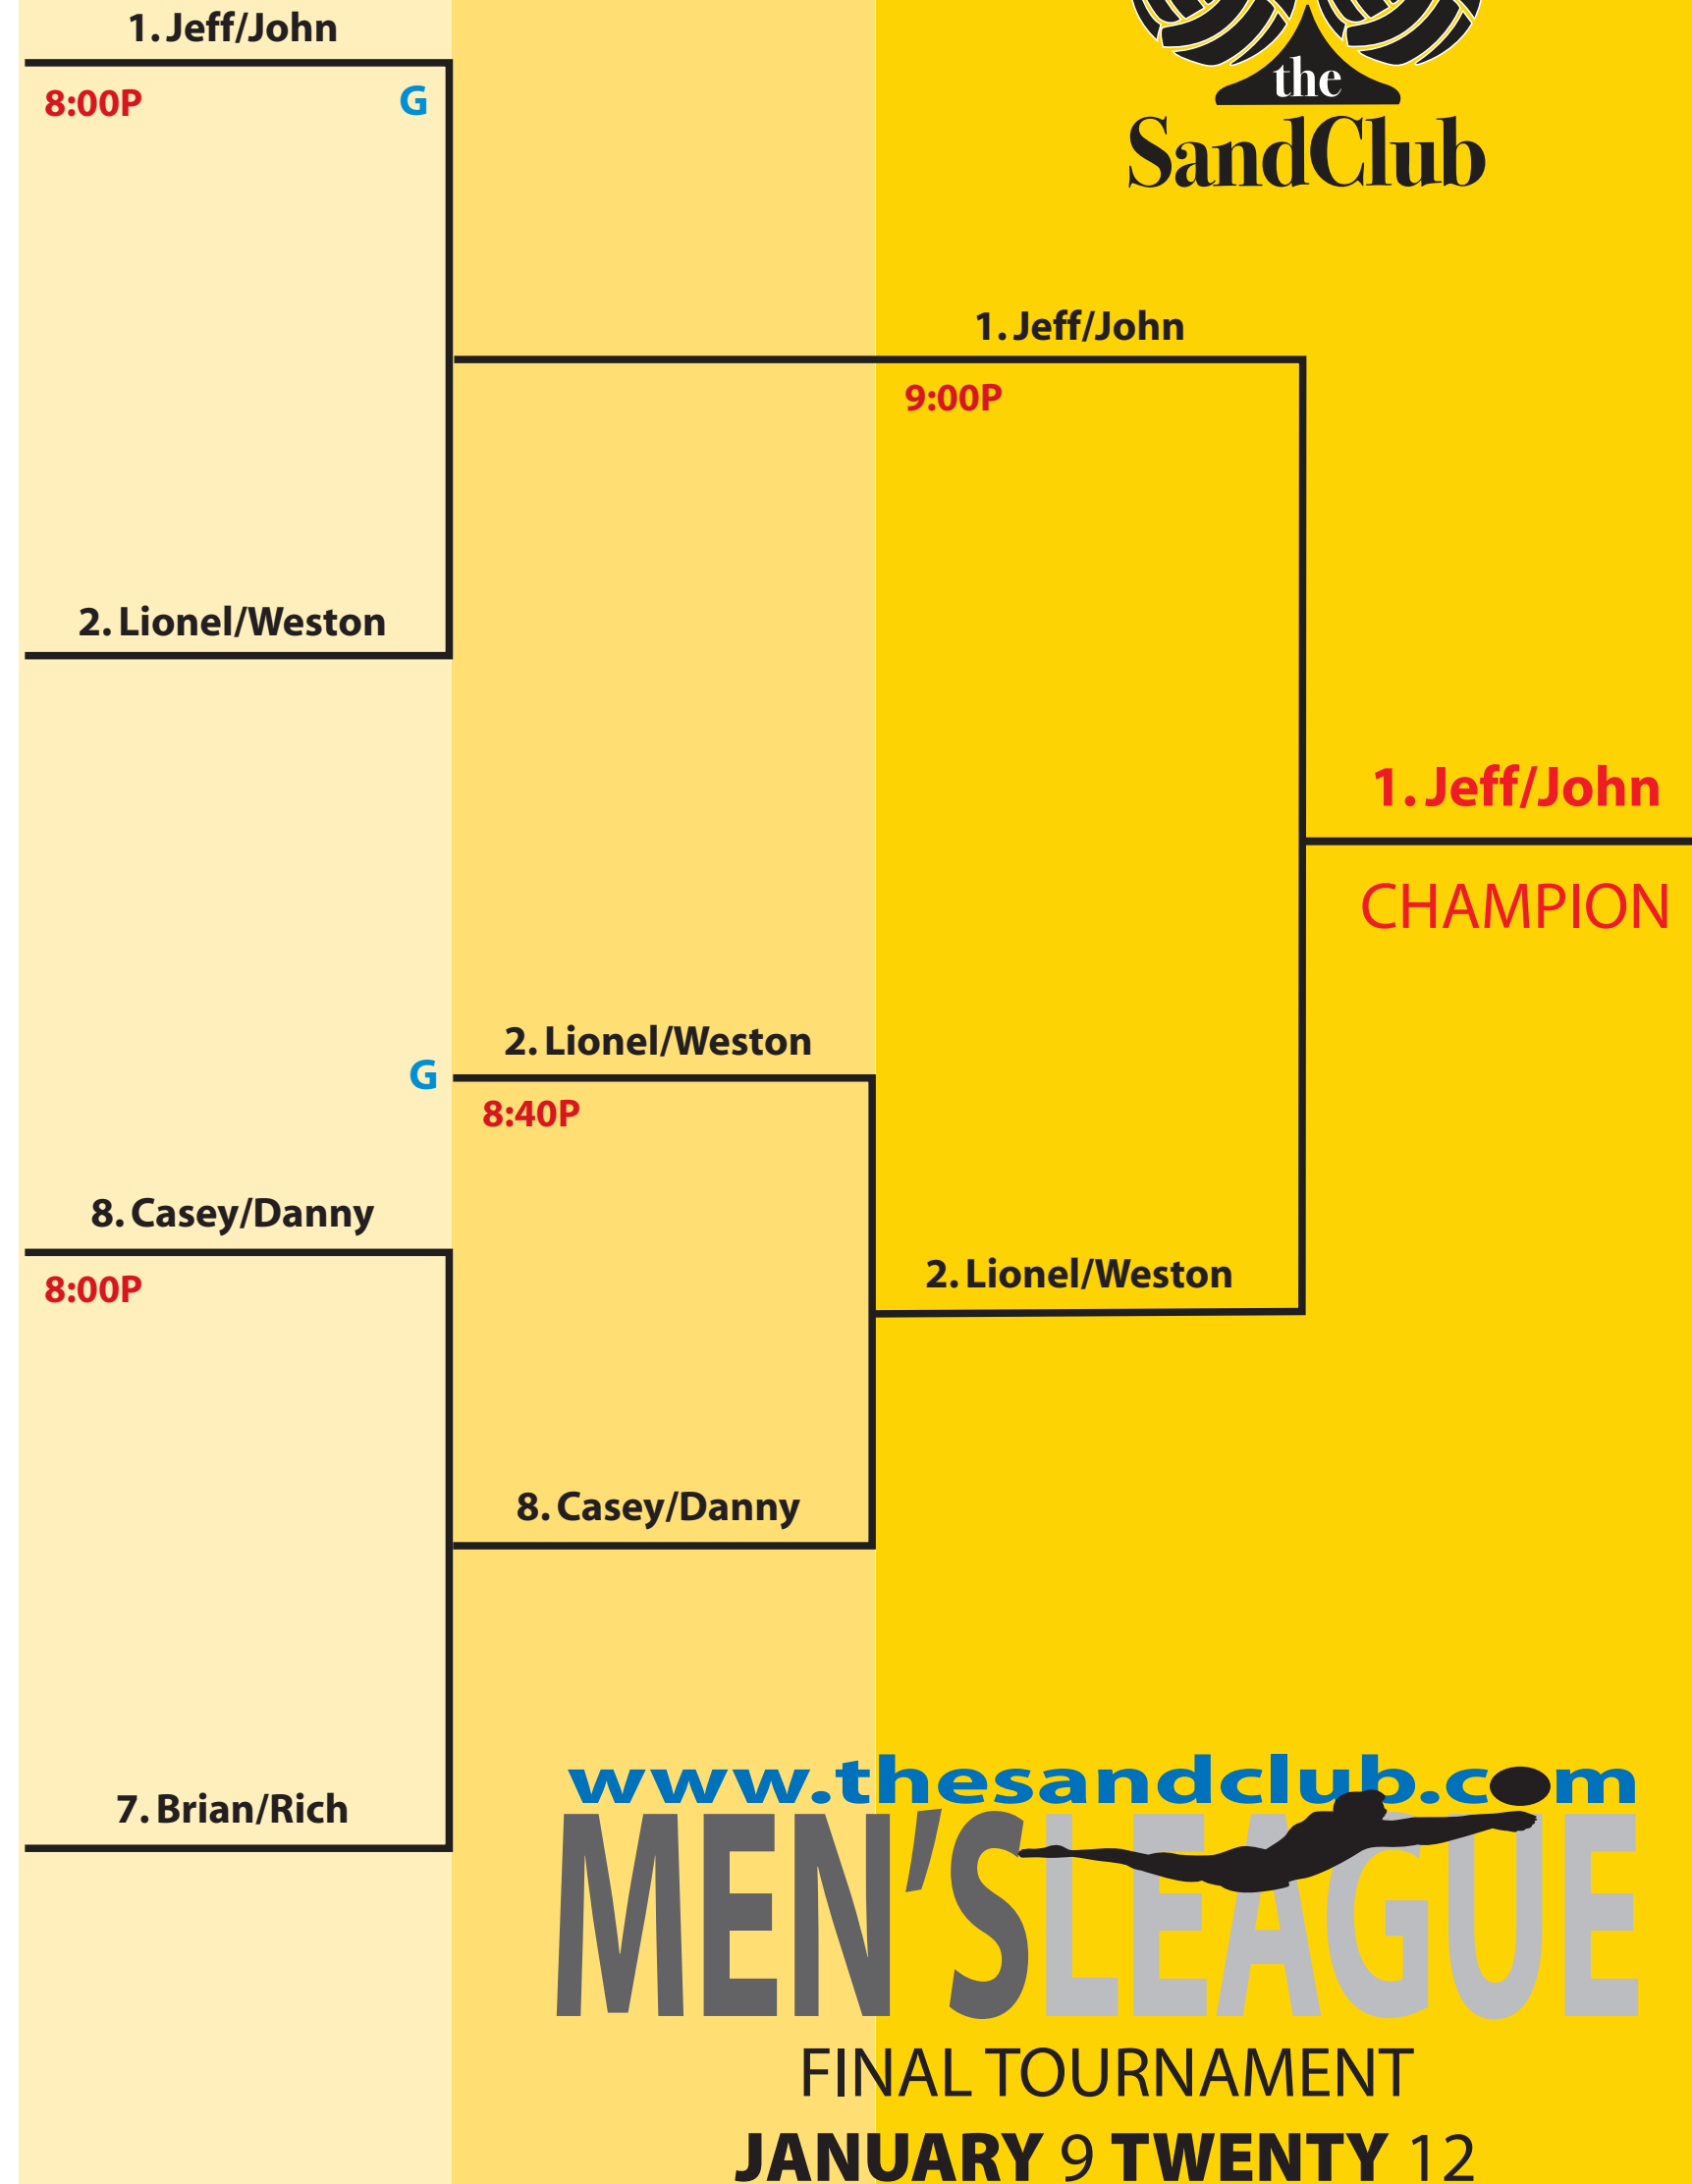 1. Jeff/John
8:00P
G
the
SandClub
1. Jeff/John
9:00P
2. Lionel/Weston
1. Jeff/John
CHAMPION
2. Lionel/Weston
G
8:40P
8. Casey/Danny
8:00P
2. Lionel/Weston
8. Casey/Danny
7. Brian/Rich
www.thesandclub.com
MEN'S LEAGUE
FINAL TOURNAMENT
JANUARY 9 TWENTY 12